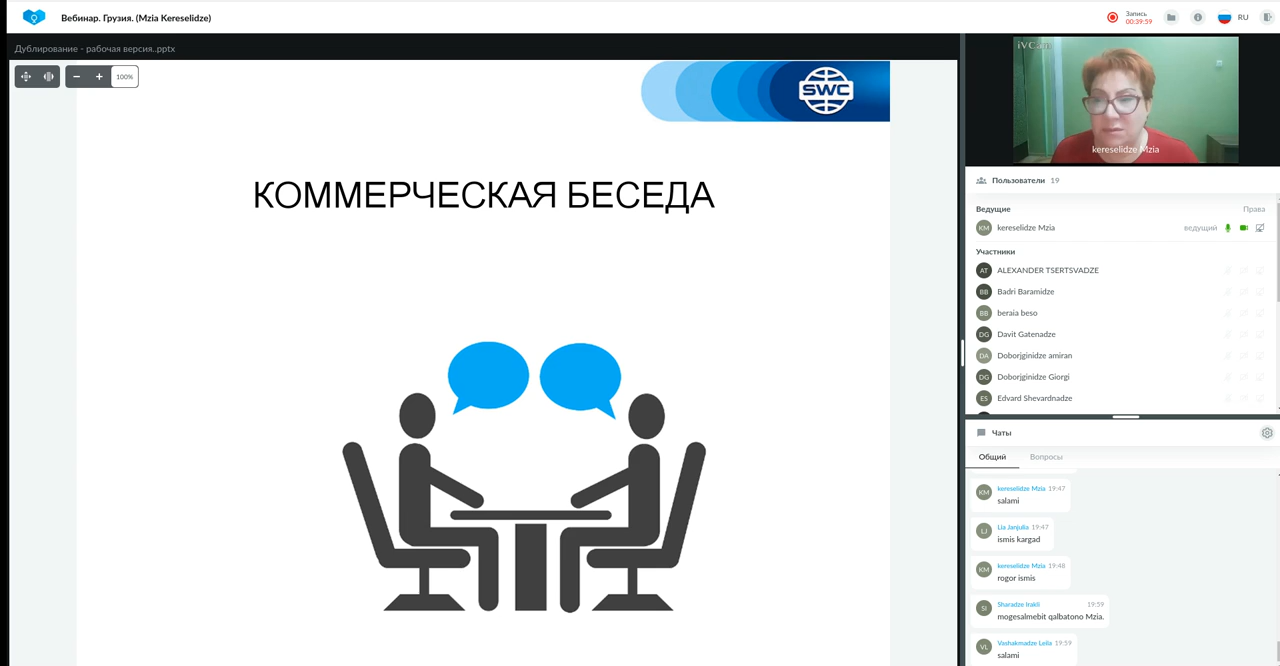 Вебинар. Грузия. (Mzia Kereselidze)
Запись
00:39:59
RU
Дублирование - рабочая версия..pptx
100%
SWC
КОММЕРЧЕСКАЯ БЕСЕДА
iVCam
kereselidze Mzia
Пользователи 19
Ведущие Права
KM kereselidze Mzia ведущий
Участники
AT ALEXANDER TSERTSVADZE
BB Badri Baramidze
BB beraia beso
DG Davit Gatenadze
DA Doborjginidze amiran
DG Doborjginidze Giorgi
ES Edvard Shevardnadze
Чаты
Общий Вопросы
KM kereselidze Mzia 19:47
salami
LJ Lia Janjulia 19:47
ismis kargad
KM kereselidze Mzia 19:48
rogor ismis
SI Sharadze Irakli 19:59
mogesalmebit qalbatono Mzia.
VL Vashakmadze Leila 19:59
salami